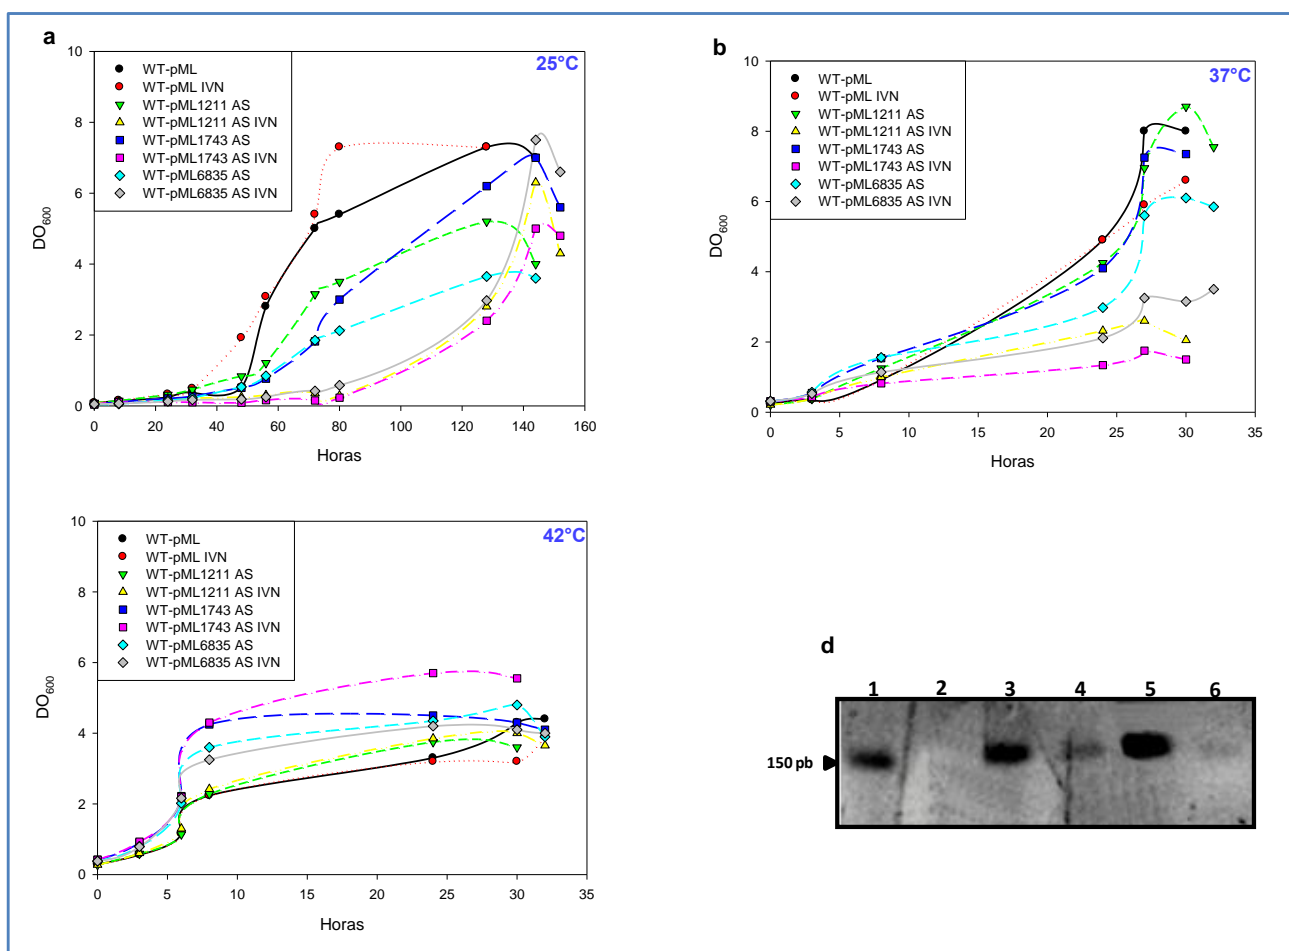 a
25°C
10
8
6
4
2
0
DO600
WT-pML
WT-pML IVN
WT-pML1211 AS
WT-pML1211 AS IVN
WT-pML1743 AS
WT-pML1743 AS IVN
WT-pML6835 AS
WT-pML6835 AS IVN
0 20 40 60 80 100 120 140 160
Horas
b
37°C
10
8
6
4
2
0
DO600
WT-pML
WT-pML IVN
WT-pML1211 AS
WT-pML1211 AS IVN
WT-pML1743 AS
WT-pML1743 AS IVN
WT-pML6835 AS
WT-pML6835 AS IVN
0 5 10 15 20 25 30 35
Horas
42°C
10
8
6
4
2
0
DO600
WT-pML
WT-pML IVN
WT-pML1211 AS
WT-pML1211 AS IVN
WT-pML1743 AS
WT-pML1743 AS IVN
WT-pML6835 AS
WT-pML6835 AS IVN
0 5 10 15 20 25 30 35
Horas
d
1 2 3 4 5 6
150 pb